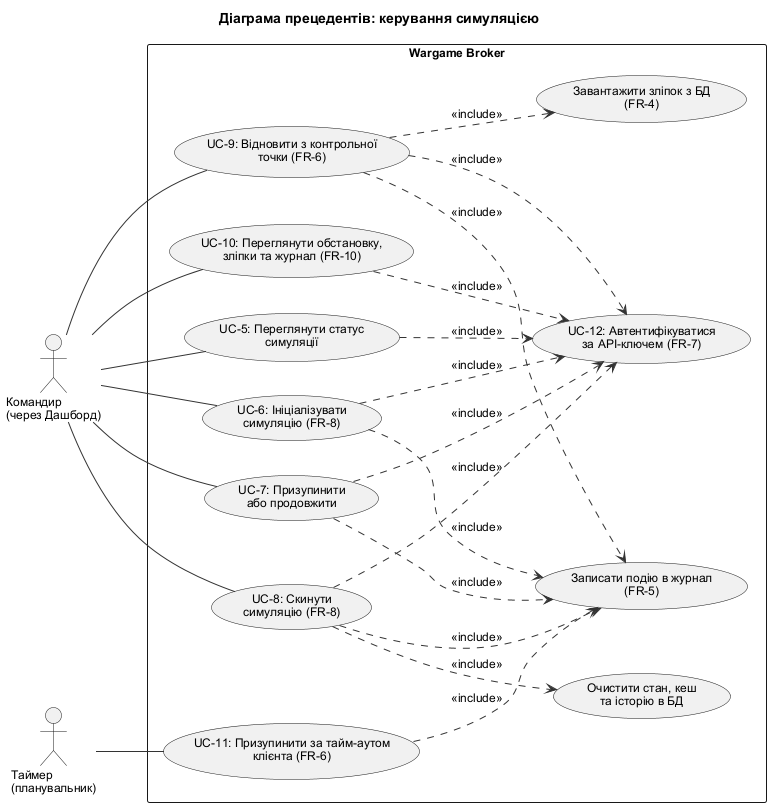 Діаграма прецедентів: керування симуляцією
Wargame Broker
Завантажити зліпок з БД
(FR-4)
«include»
UC-9: Відновити з контрольної
точки (FR-6)
«include»
«include»
UC-10: Переглянути обстановку,
зліпки та журнал (FR-10)
«include»
UC-5: Переглянути статус
симуляції
«include»
UC-12: Автентифікуватися
за API-ключем (FR-7)
«include»
Командир
(через Дашборд)
UC-6: Ініціалізувати
симуляцію (FR-8)
«include»
«include»
UC-7: Призупинити
або продовжити
«include»
«include»
Записати подію в журнал
(FR-5)
UC-8: Скинути
симуляцію (FR-8)
«include»
«include»
Очистити стан, кеш
та історію в БД
«include»
UC-11: Призупинити за тайм-аутом
клієнта (FR-6)
Таймер
(планувальник)